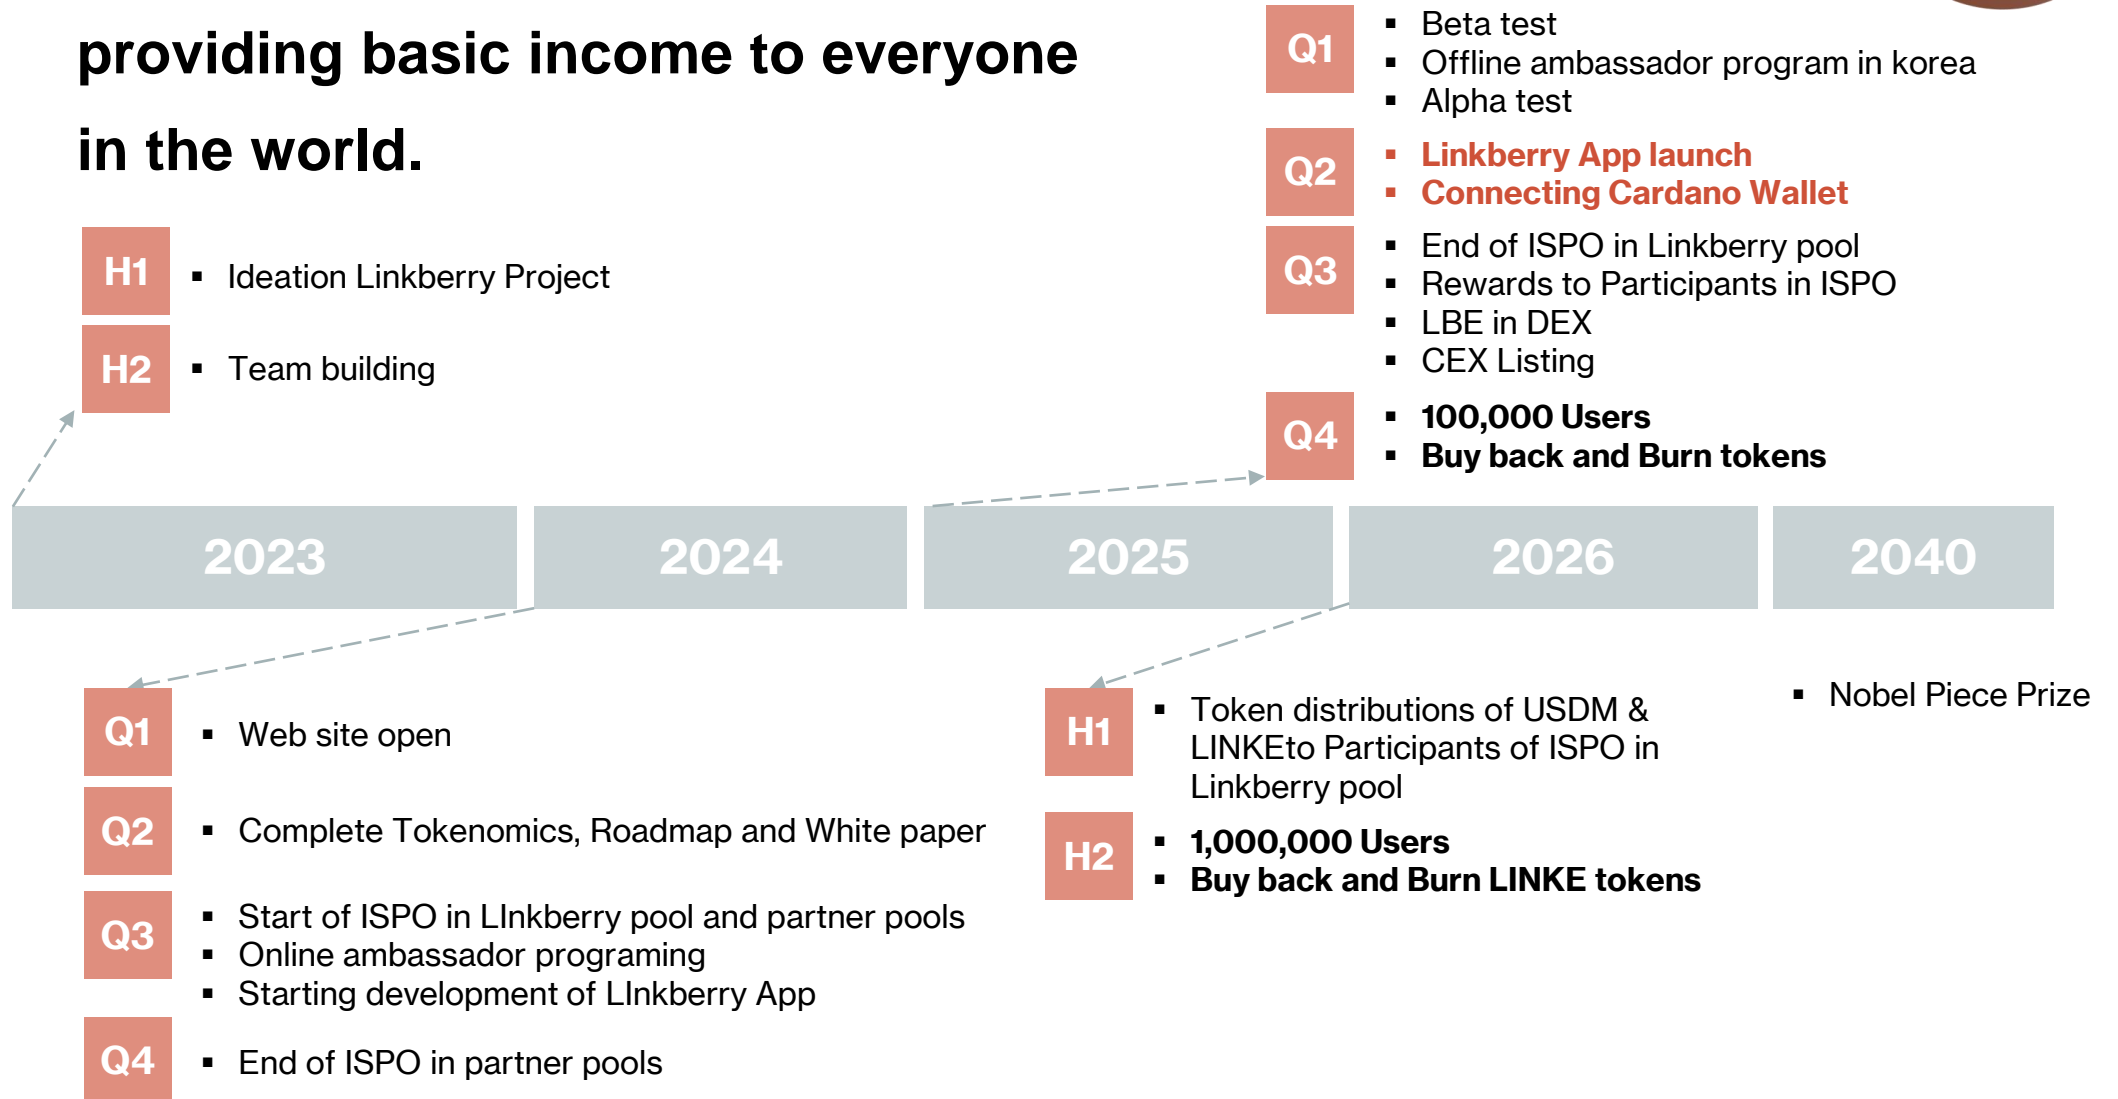 providing basic income to everyone
in the world.
H1
▪ Ideation Linkberry Project
H2
▪ Team building
Q1
▪ Beta test
▪ Offline ambassador program in korea
▪ Alpha test
Q2
▪ Linkberry App launch
▪ Connecting Cardano Wallet
Q3
▪ End of ISPO in Linkberry pool
▪ Rewards to Participants in ISPO
▪ LBE in DEX
▪ CEX Listing
Q4
▪ 100,000 Users
▪ Buy back and Burn tokens
2023
2024
2025
2026
2040
Q1
▪ Web site open
Q2
▪ Complete Tokenomics, Roadmap and White paper
Q3
▪ Start of ISPO in LInkberry pool and partner pools
▪ Online ambassador programing
▪ Starting development of LInkberry App
Q4
▪ End of ISPO in partner pools
H1
▪ Token distributions of USDM &
LINKEto Participants of ISPO in
Linkberry pool
H2
▪ 1,000,000 Users
▪ Buy back and Burn LINKE tokens
▪ Nobel Piece Prize